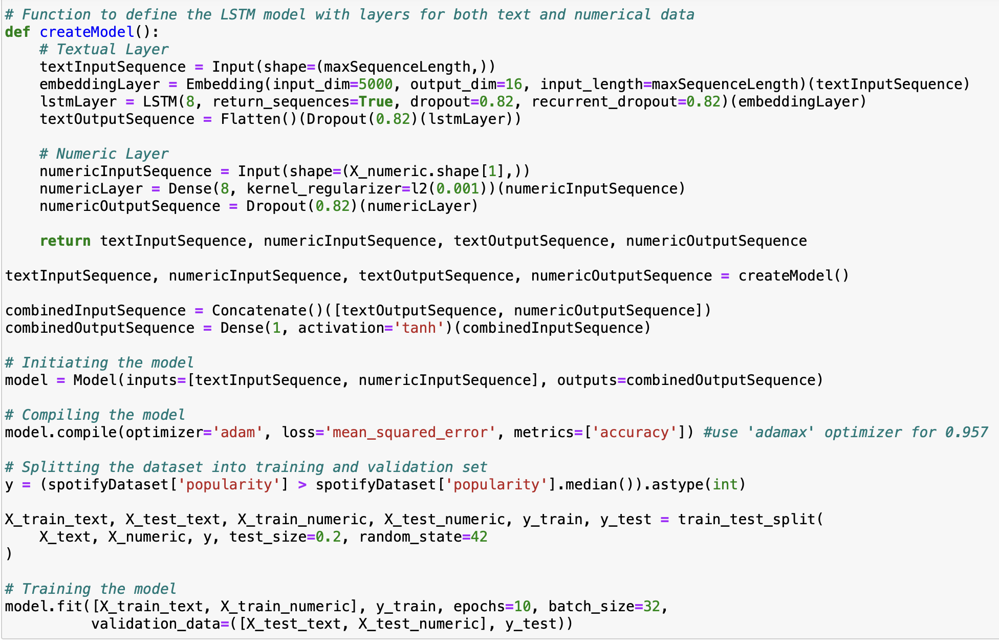 # Function to define the LSTM model with layers for both text and numerical data
def createModel():
    # Textual Layer
    textInputSequence = Input(shape=(maxSequenceLength,))
    embeddingLayer = Embedding(input_dim=5000, output_dim=16, input_length=maxSequenceLength)(textInputSequence)
    lstmLayer = LSTM(8, return_sequences=True, dropout=0.82, recurrent_dropout=0.82)(embeddingLayer)
    textOutputSequence = Flatten()(Dropout(0.82)(lstmLayer))

    # Numeric Layer
    numericInputSequence = Input(shape=(X_numeric.shape[1],))
    numericLayer = Dense(8, kernel_regularizer=l2(0.001))(numericInputSequence)
    numericOutputSequence = Dropout(0.82)(numericLayer)

    return textInputSequence, numericInputSequence, textOutputSequence, numericOutputSequence

textInputSequence, numericInputSequence, textOutputSequence, numericOutputSequence = createModel()

combinedInputSequence = Concatenate()([textOutputSequence, numericOutputSequence])
combinedOutputSequence = Dense(1, activation='tanh')(combinedInputSequence)

# Initiating the model
model = Model(inputs=[textInputSequence, numericInputSequence], outputs=combinedOutputSequence)

# Compiling the model
model.compile(optimizer='adam', loss='mean_squared_error', metrics=['accuracy']) #use 'adamax' optimizer for 0.957

# Splitting the dataset into training and validation set
y = (spotifyDataset['popularity'] > spotifyDataset['popularity'].median()).astype(int)

X_train_text, X_test_text, X_train_numeric, X_test_numeric, y_train, y_test = train_test_split(
    X_text, X_numeric, y, test_size=0.2, random_state=42
)

# Training the model
model.fit([X_train_text, X_train_numeric], y_train, epochs=10, batch_size=32,
          validation_data=([X_test_text, X_test_numeric], y_test))